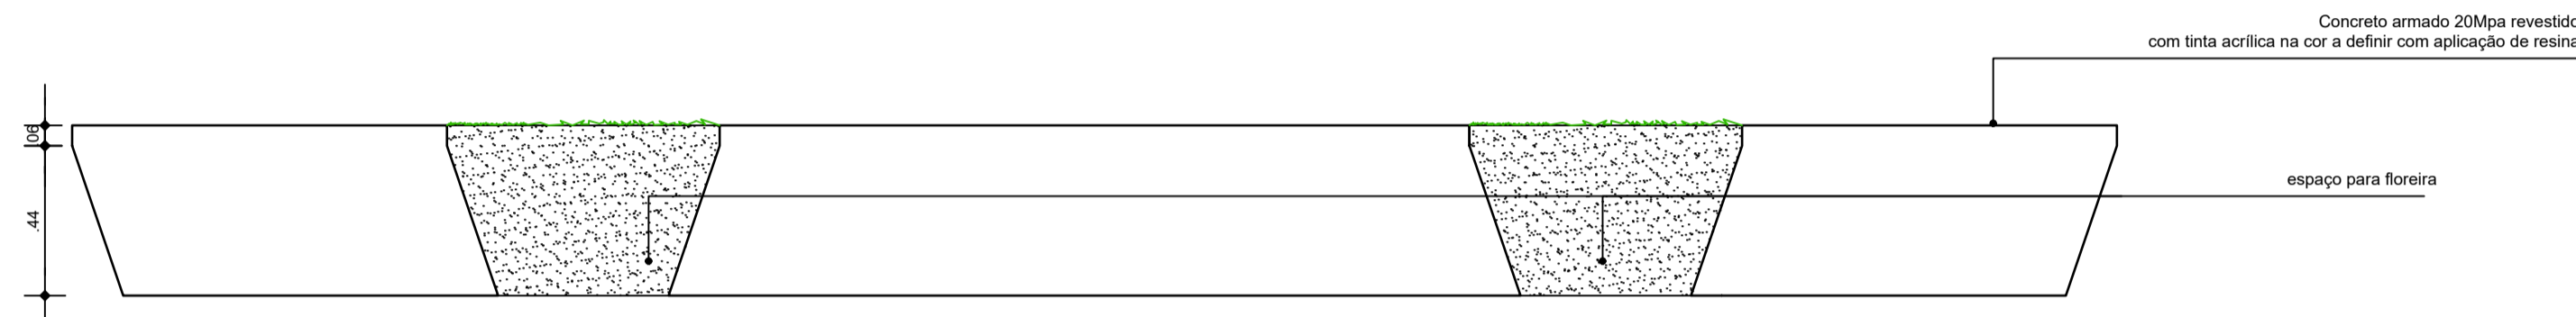 Concreto armado 20Mpa revestido
com tinta acrílica na cor a definir com aplicação de resina
.06
espaço para floreira
.44